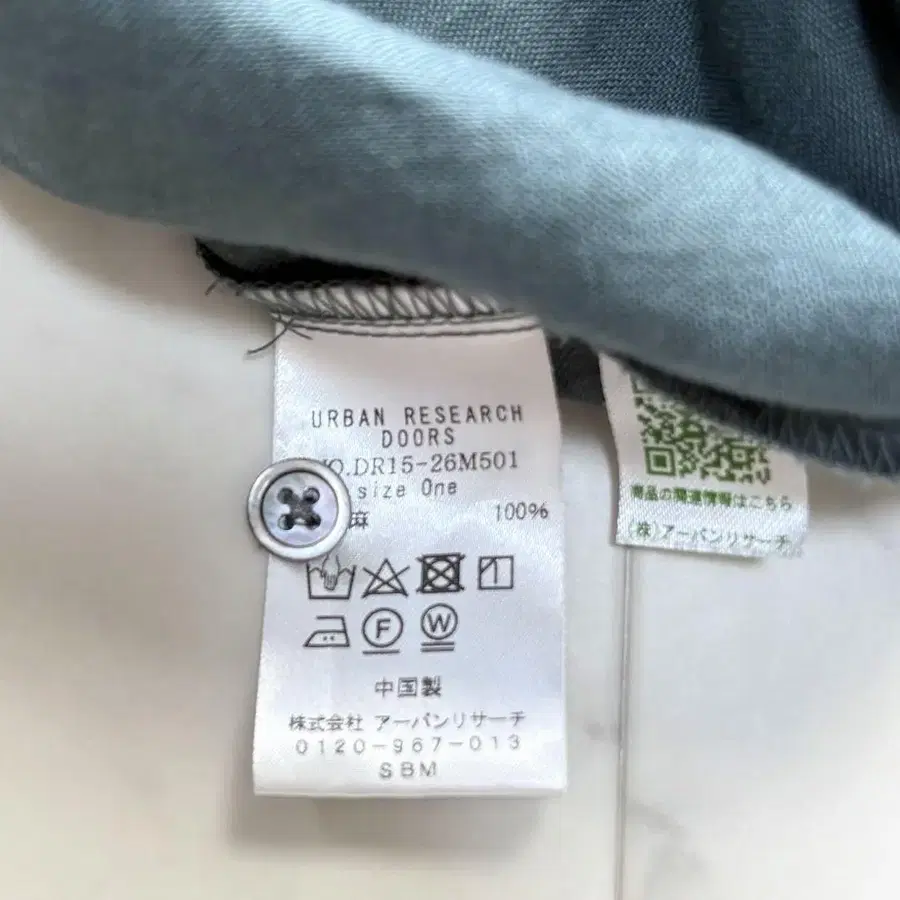 URBAN RESEARCH
DOORS
NO.DR15-26M501
size One
麻 100%
F W
中国製
株式会社 アーバンリサーチ
0120-967-013
SBM
商品の関連情報はこちら
(株)アーバンリサーチ